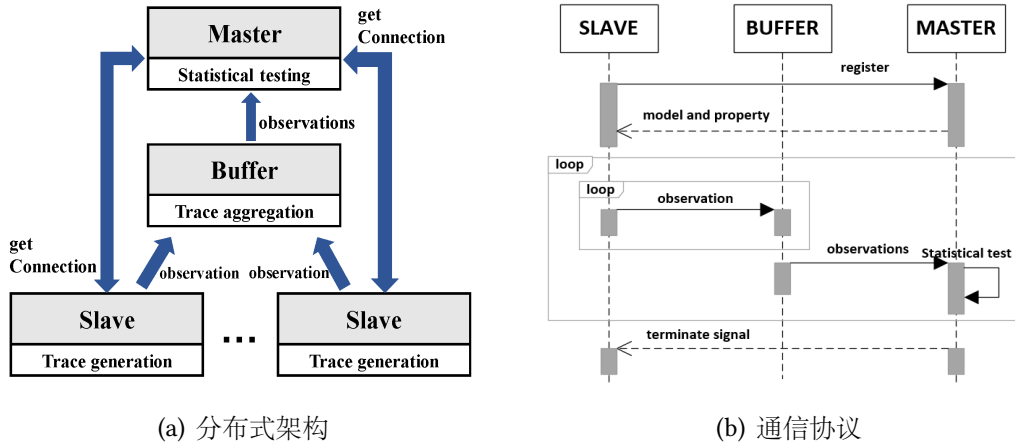 Master
Statistical testing
get
Connection
observations
Buffer
Trace aggregation
get
Connection
observation
observation
Slave
Trace generation
...
Slave
Trace generation
(a) 分布式架构
SLAVE
BUFFER
MASTER
register
model and property
loop
loop
observation
observations
Statistical test
terminate signal
(b) 通信协议